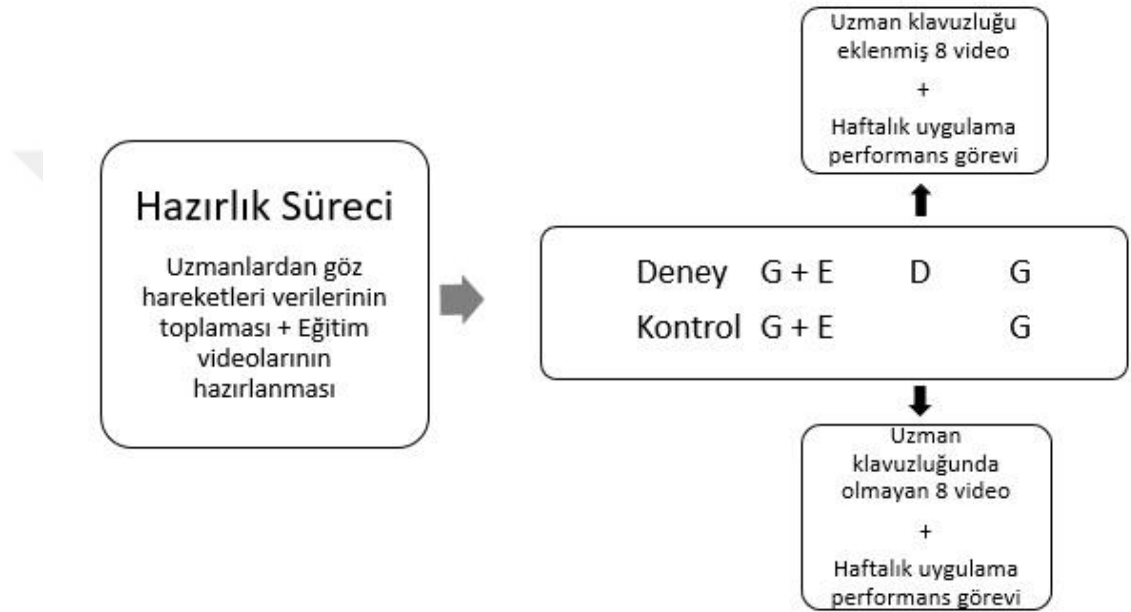 Uzman klavuzluğu
eklenmiş 8 video
+
Haftalık uygulama
performans görevi
Hazırlık Süreci
Uzmanlardan göz
hareketleri verilerinin
toplaması + Eğitim
videolarının
hazırlanması
Deney G + E D G
Kontrol G + E G
Uzman
klavuzluğunda
olmayan 8 video
+
Haftalık uygulama
performans görevi